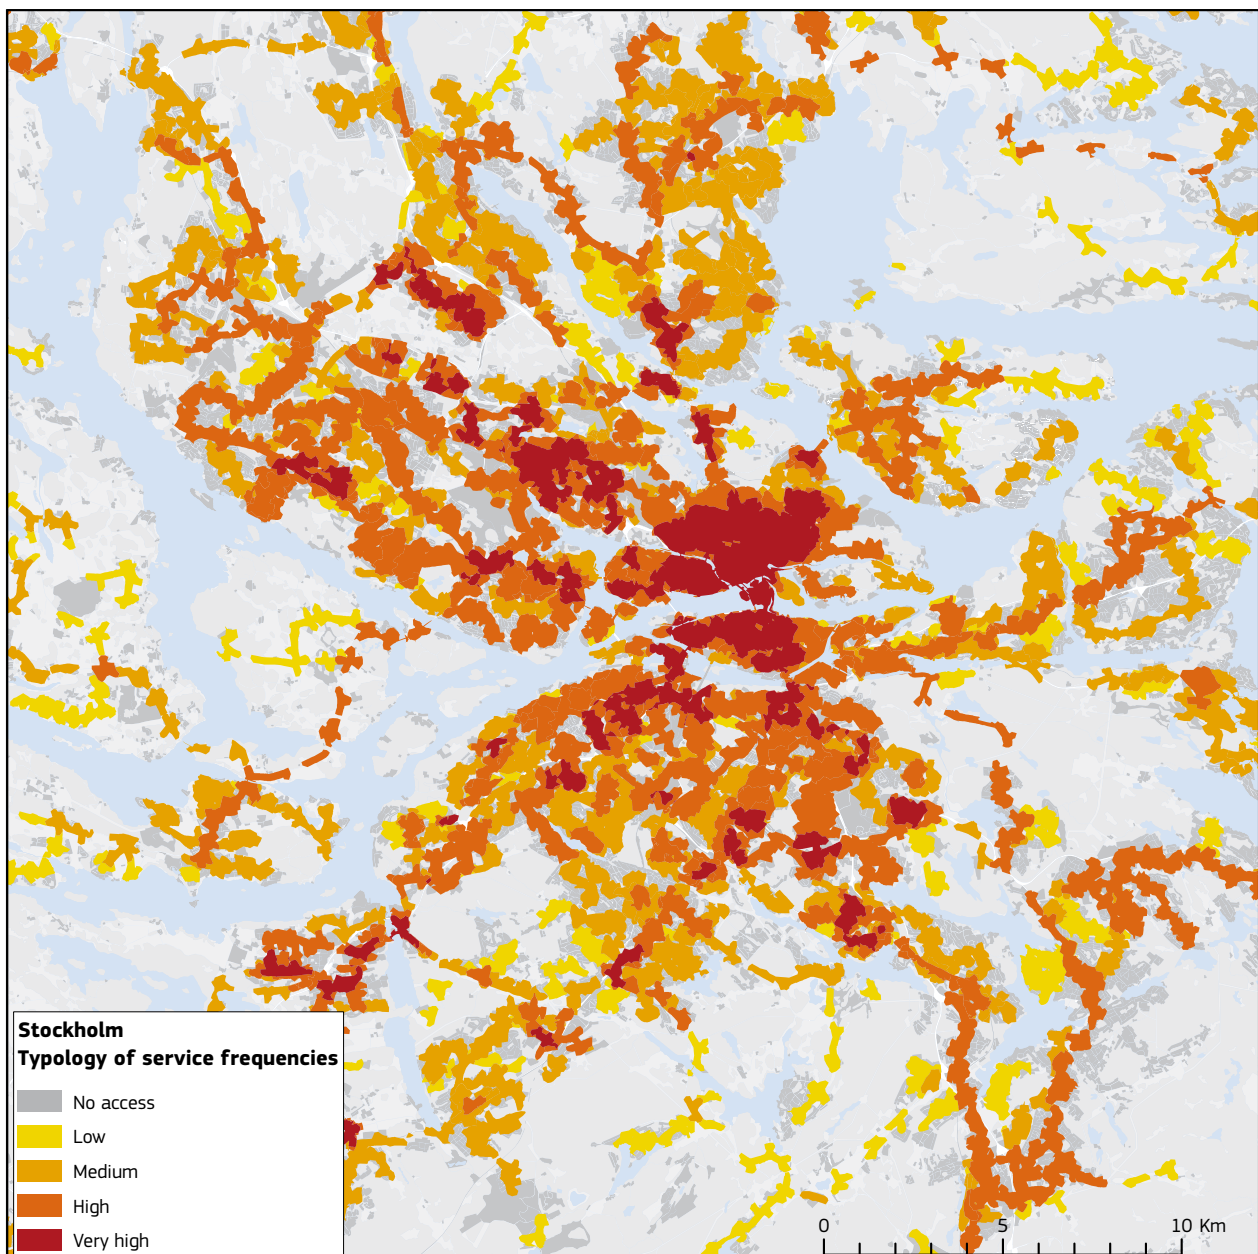 Stockholm
Typology of service frequencies
No access
Low
Medium
High
Very high
0 5 10 Km